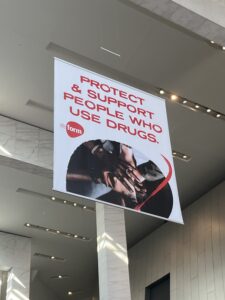 PROTECT
& SUPPORT
PEOPLE WHO
USE DRUGS.
form